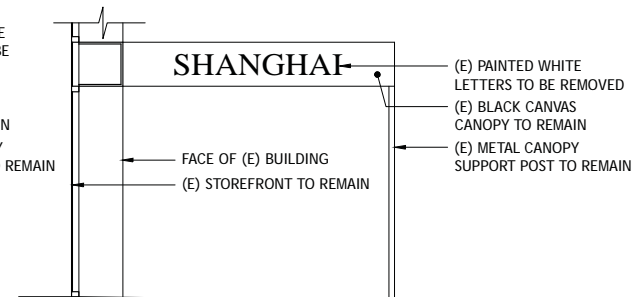 E
BE
N
Y
REMAIN
SHANGHAI
(E) PAINTED WHITE
LETTERS TO BE REMOVED
(E) BLACK CANVAS
CANOPY TO REMAIN
(E) METAL CANOPY
SUPPORT POST TO REMAIN
FACE OF (E) BUILDING
(E) STOREFRONT TO REMAIN